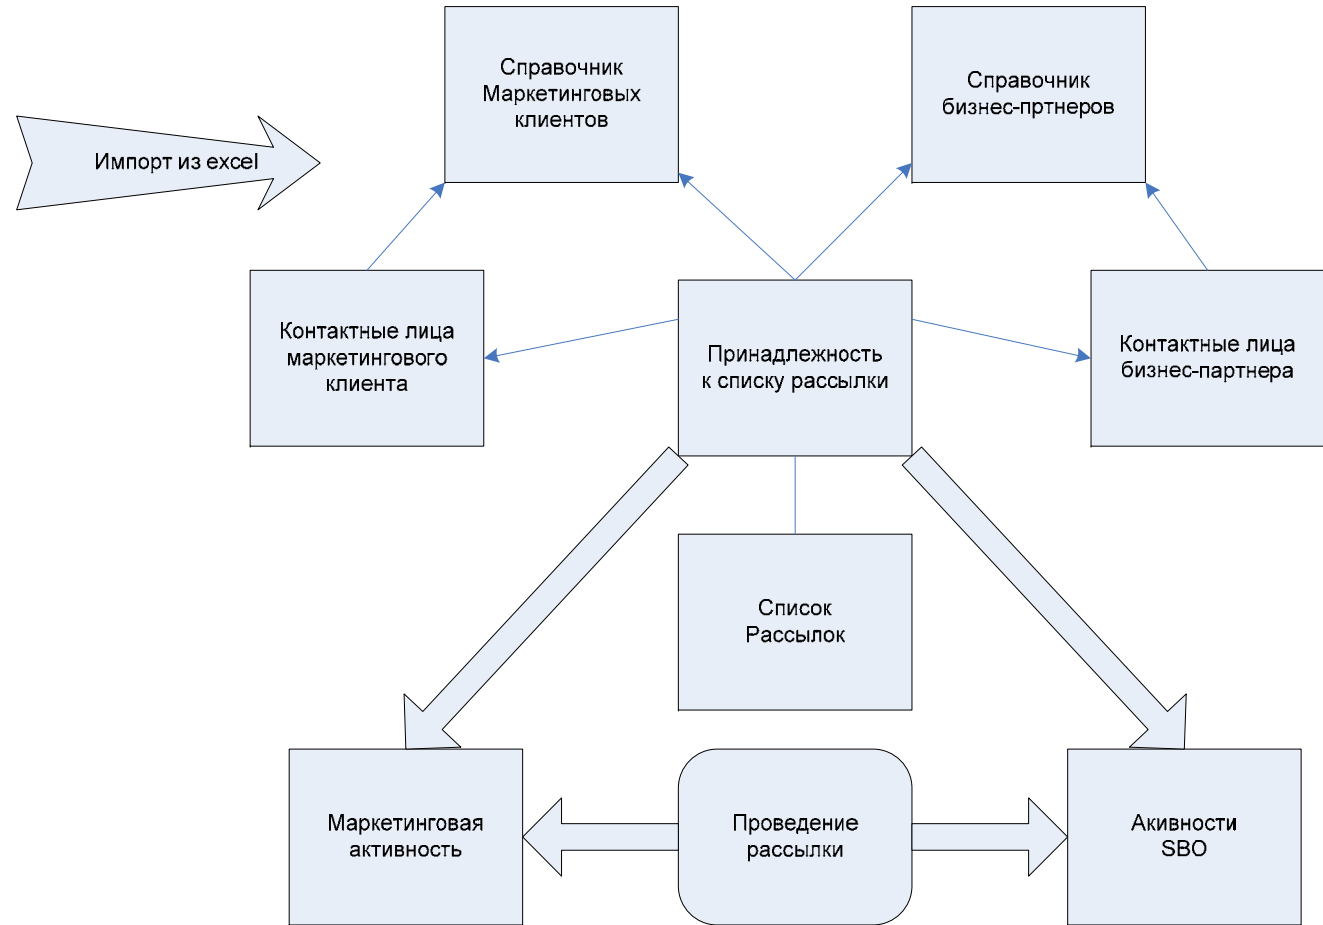 Справочник
Маркетинговых
клиентов
Справочник
бизнес-пртнеров
Импорт из excel
Контактные лица
маркетингового
клиента
Принадлежность
к списку рассылки
Контактные лица
бизнес-партнера
Список
Рассылок
Маркетинговая
активность
Проведение
рассылки
Акивности
SBO